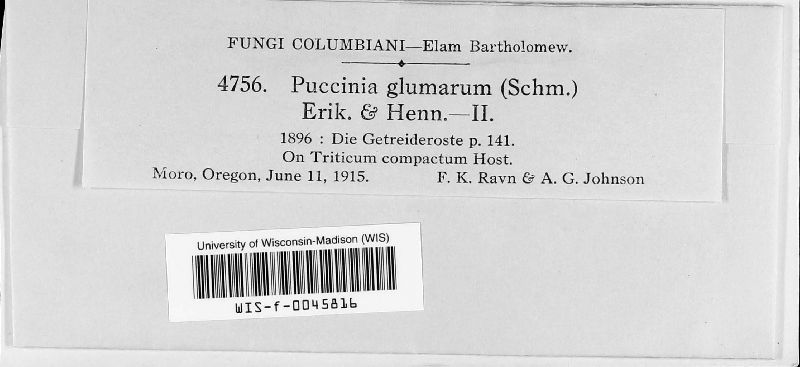 FUNGI COLUMBIANI—Elam Bartholomew.
4756. Puccinia glumarum (Schm.)
Erik. & Henn.—II.
1896 : Die Getreideroste p. 141.
On Triticum compactum Host.
Moro, Oregon, June 11, 1915. F. K. Ravn & A. G. Johnson
University of Wisconsin-Madison (WIS)
WIS-f-0045816